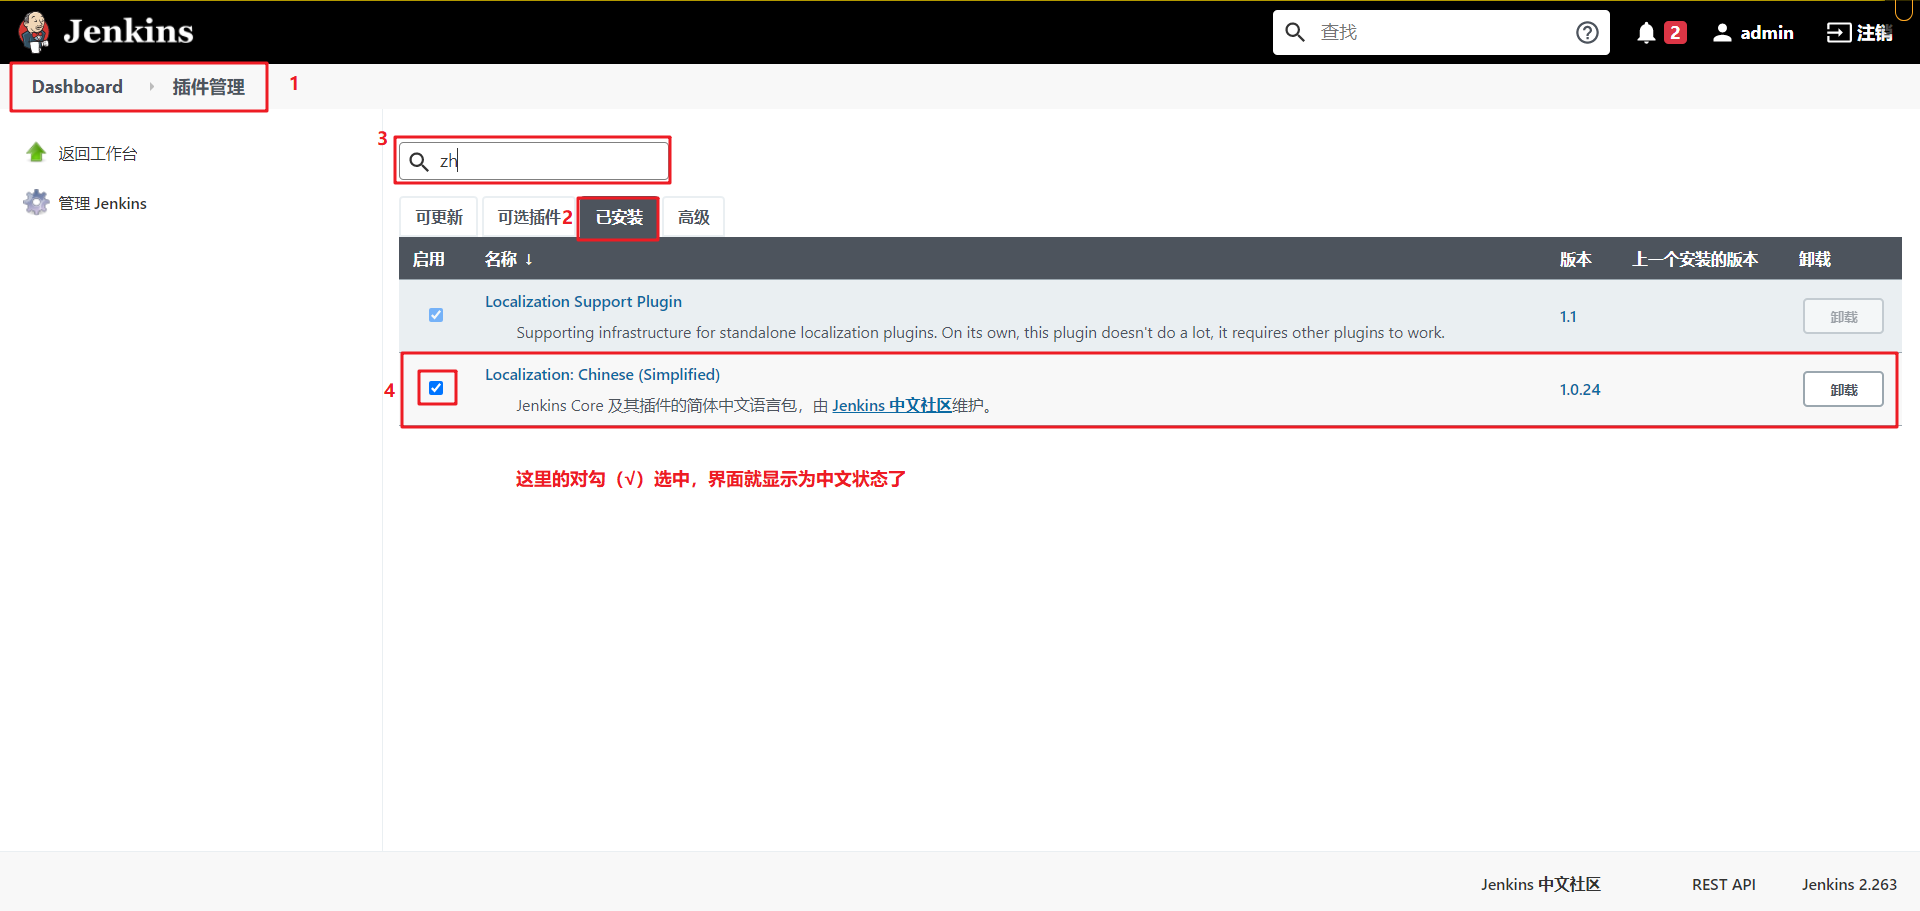 Jenkins
查找
2
admin
注销
Dashboard 插件管理
1
返回工作台
管理 Jenkins
3
zh
可更新 可选插件 2 已安装 高级
启用 名称 ↓ 版本 上一个安装的版本 卸载
Localization Support Plugin
Supporting infrastructure for standalone localization plugins. On its own, this plugin doesn't do a lot, it requires other plugins to work.
1.1
卸载
4
Localization: Chinese (Simplified)
Jenkins Core 及其插件的简体中文语言包，由 Jenkins 中文社区维护。
1.0.24
卸载
这里的对勾（√）选中，界面就显示为中文状态了
Jenkins 中文社区 REST API Jenkins 2.263